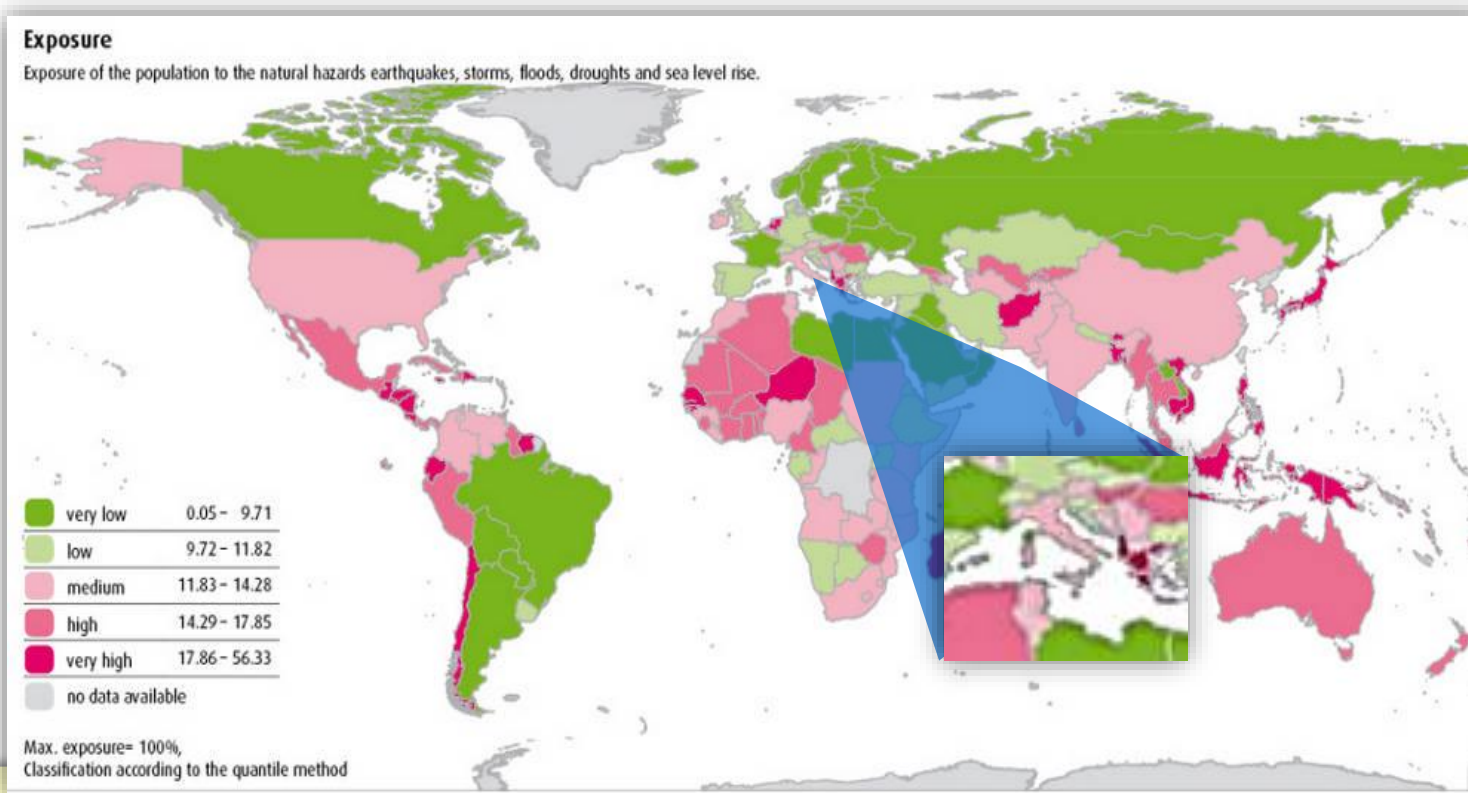 Exposure
Exposure of the population to the natural hazards earthquakes, storms, floods, droughts and sea level rise.
very low 0.05 – 9.71
low 9.72 – 11.82
medium 11.83 – 14.28
high 14.29 – 17.85
very high 17.86 – 56.33
no data available
Max. exposure= 100%,
Classification according to the quantile method